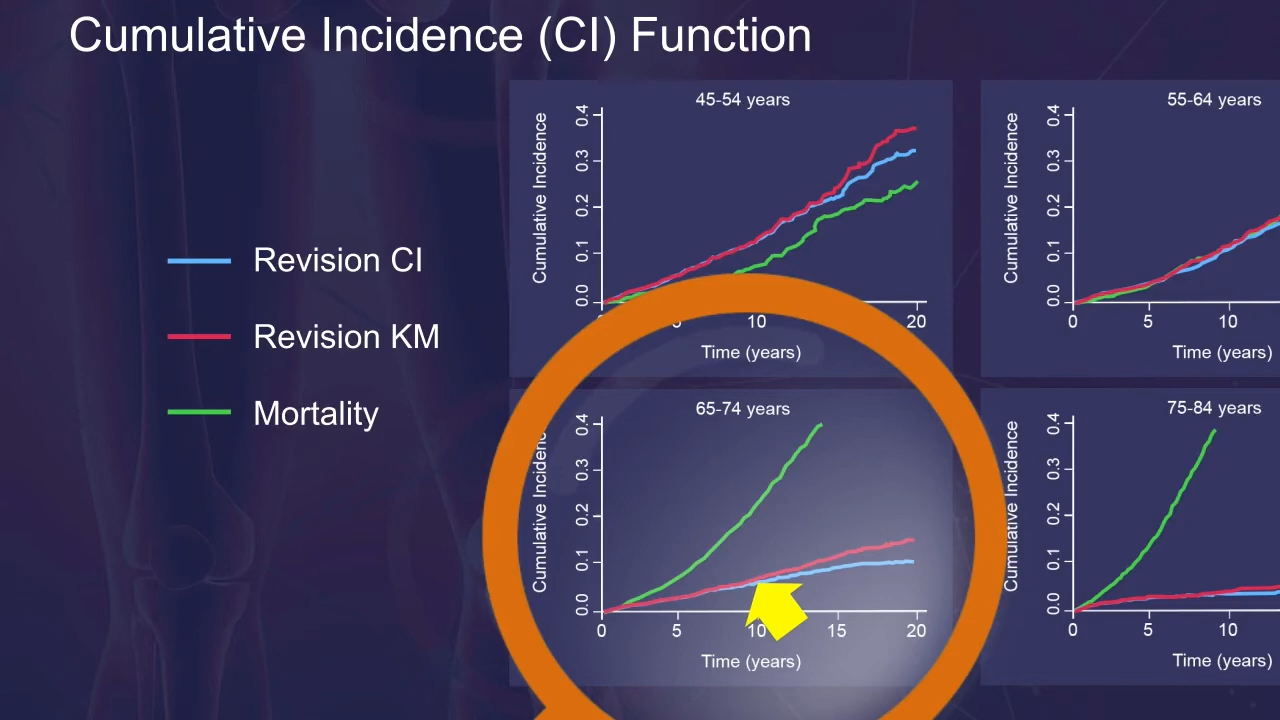 Cumulative Incidence (CI) Function
Revision CI
Revision KM
Mortality
45-54 years
Cumulative Incidence
0.4
0.3
0.2
0.1
0.0
5
10
20
Time (years)
55-64 years
Cumulative Incidence
0.4
0.3
0.2
0.1
0.0
0
5
10
Time (years)
65-74 years
Cumulative Incidenc
0.4
0.3
0.2
0.1
0.0
0
5
10
15
20
Time (years)
75-84 years
Cumulative Incidence
0.4
0.3
0.2
0.1
0.0
0
5
10
Time (years)